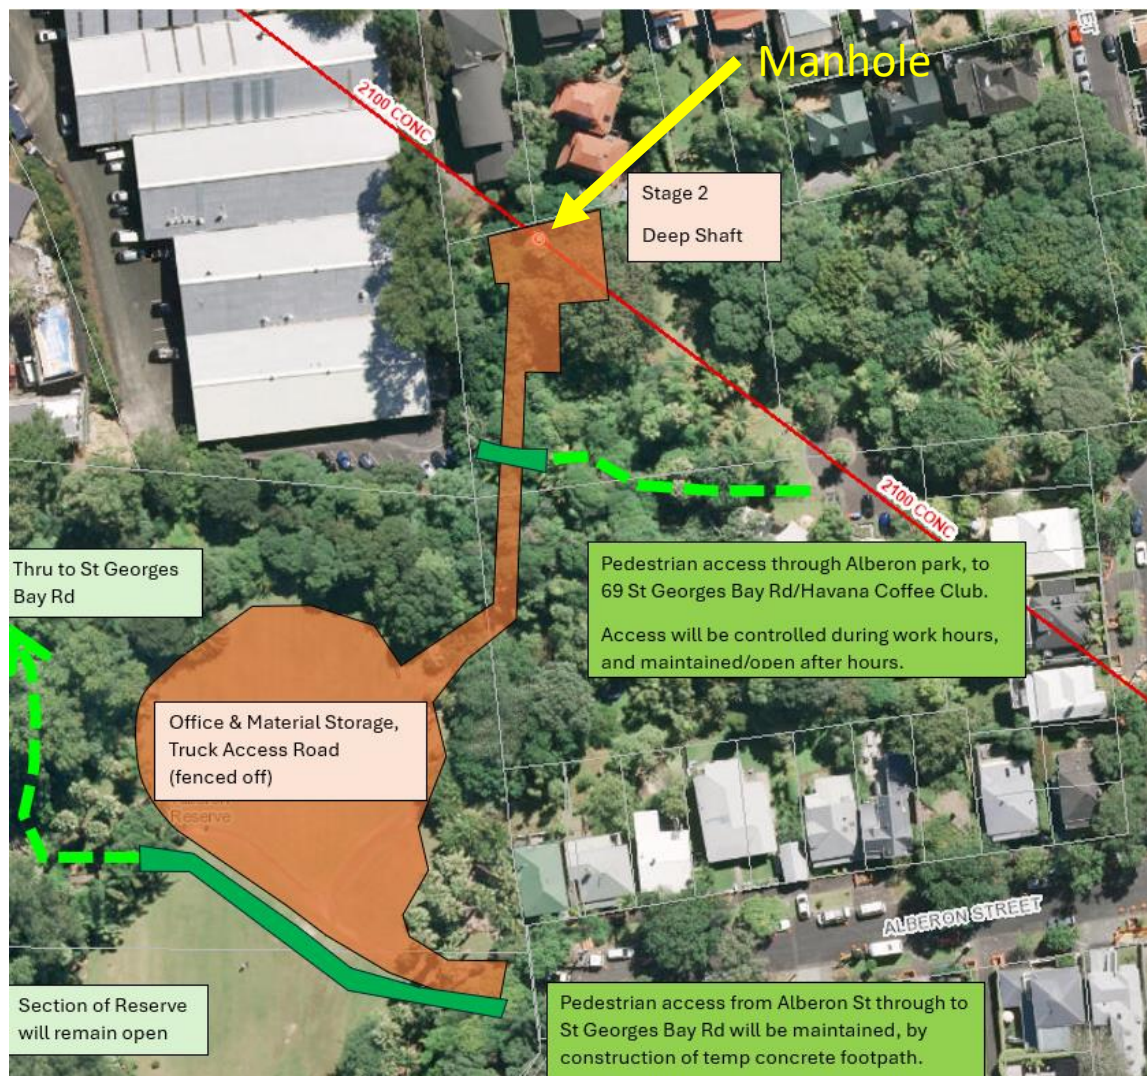 2100 CONC
Manhole
Stage 2
Deep Shaft
2100 CONC
Thru to St Georges
Bay Rd
Pedestrian access through Alberon park, to
69 St Georges Bay Rd/Havana Coffee Club.
Access will be controlled during work hours,
and maintained/open after hours.
Office & Material Storage,
Truck Access Road
(fenced off)
Reserve
ALBERON STREET
Section of Reserve
will remain open
Pedestrian access from Alberon St through to
St Georges Bay Rd will be maintained, by
construction of temp concrete footpath.